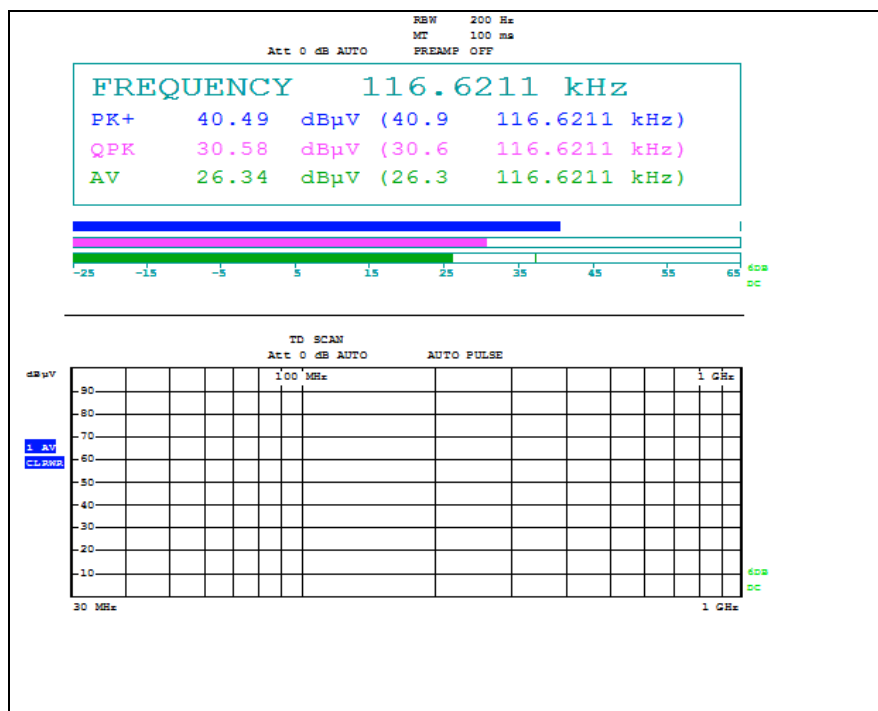 RBW 200 Hz
MT 100 ms
Att 0 dB AUTO PREAMP OFF
FREQUENCY 116.6211 kHz
PK+ 40.49 dBµV (40.9 116.6211 kHz)
QPK 30.58 dBµV (30.6 116.6211 kHz)
AV 26.34 dBµV (26.3 116.6211 kHz)
-25 -15 -5 5 15 25 35 45 55 65
6DB
DC
TD SCAN
Att 0 dB AUTO AUTO PULSE
dBµV
100 MHz 1 GHz
90
80
70
1 AV
60
CLRWR
50
40
30
20
10
6DB
DC
30 MHz 1 GHz